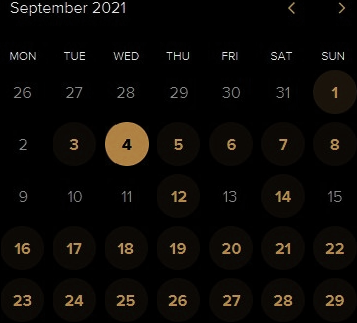 September 2021
MON TUE WED THU FRI SAT SUN
26 27 28 29 30 31 1
2 3 4 5 6 7 8
9 10 11 12 13 14 15
16 17 18 19 20 21 22
23 24 25 26 27 28 29